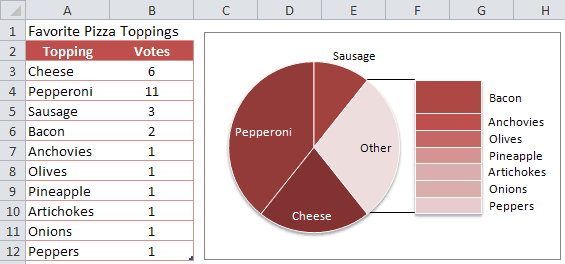 A B C D E F G H
1 Favorite Pizza Toppings
2 Topping Votes
3 Cheese 6
4 Pepperoni 11
5 Sausage 3
6 Bacon 2
7 Anchovies 1
8 Olives 1
9 Pineapple 1
10 Artichokes 1
11 Onions 1
12 Peppers 1
Sausage
Pepperoni
Other
Cheese
Bacon
Anchovies
Olives
Pineapple
Artichokes
Onions
Peppers